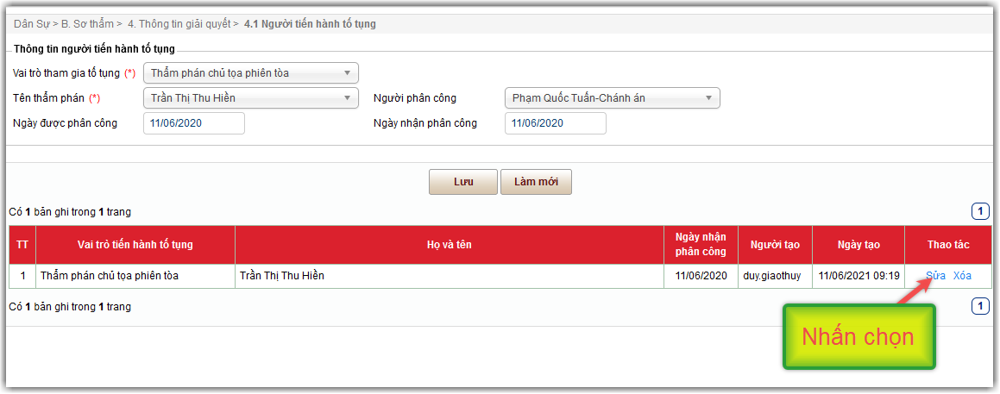 Dân Sự > B. Sơ thẩm > 4. Thông tin giải quyết > 4.1 Người tiến hành tố tụng
Thông tin người tiến hành tố tụng
Vai trò tham gia tố tụng (*) Thẩm phán chủ tọa phiên tòa
Tên thẩm phán (*) Trần Thị Thu Hiền Người phân công Phạm Quốc Tuấn-Chánh án
Ngày được phân công 11/06/2020 Ngày nhận phân công 11/06/2020
Lưu Làm mới
Có 1 bản ghi trong 1 trang 1
TT Vai trò tiến hành tố tụng Họ và tên Ngày nhận phân công Người tạo Ngày tạo Thao tác
1 Thẩm phán chủ tọa phiên tòa Trần Thị Thu Hiền 11/06/2020 duy.giaothuy 11/06/2021 09:19 Sửa Xóa
Có 1 bản ghi trong 1 trang 1
Nhấn chọn